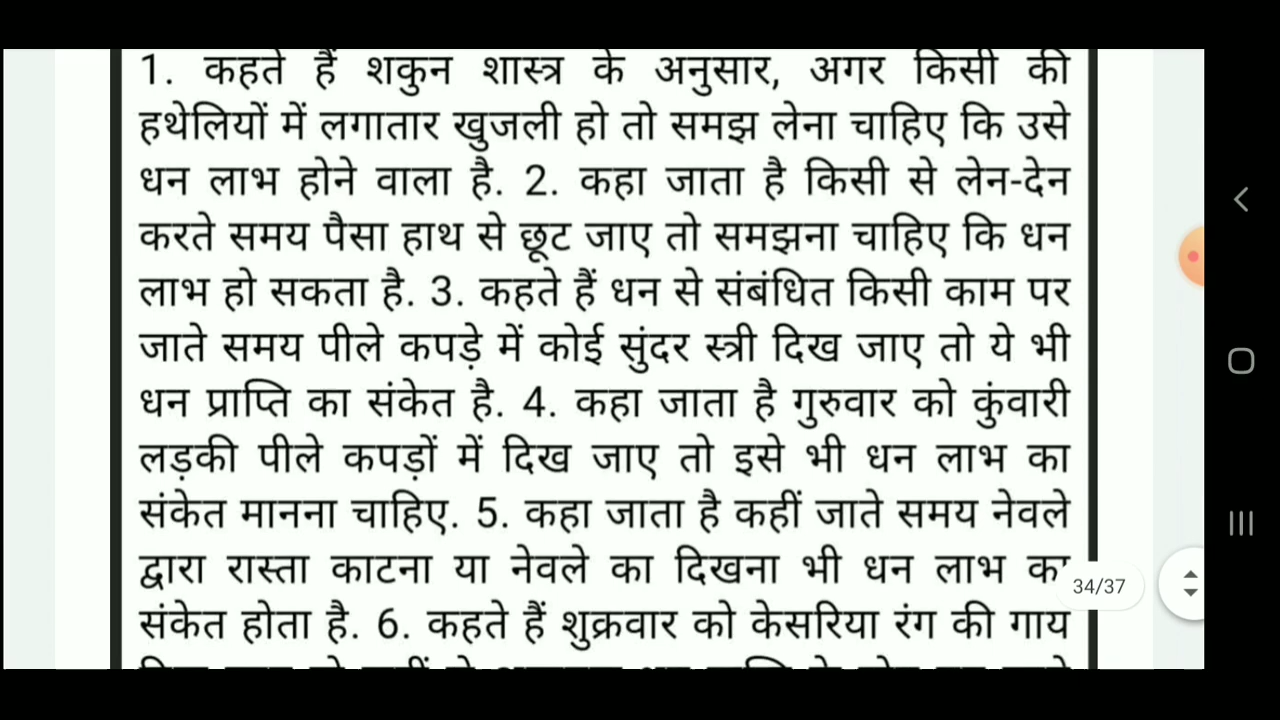 1. कहते हैं शकुन शास्त्र के अनुसार, अगर किसी की
हथेलियों में लगातार खुजली हो तो समझ लेना चाहिए कि उसे
धन लाभ होने वाला है. 2. कहा जाता है किसी से लेन-देन
करते समय पैसा हाथ से छूट जाए तो समझना चाहिए कि धन
लाभ हो सकता है. 3. कहते हैं धन से संबंधित किसी काम पर
जाते समय पीले कपड़े में कोई सुंदर स्त्री दिख जाए तो ये भी
धन प्राप्ति का संकेत है. 4. कहा जाता है गुरुवार को कुंवारी
लड़की पीले कपड़ों में दिख जाए तो इसे भी धन लाभ का
संकेत मानना चाहिए. 5. कहा जाता है कहीं जाते समय नेवले
द्वारा रास्ता काटना या नेवले का दिखना भी धन लाभ का
34/37
संकेत होता है. 6. कहते हैं शुक्रवार को केसरिया रंग की गाय